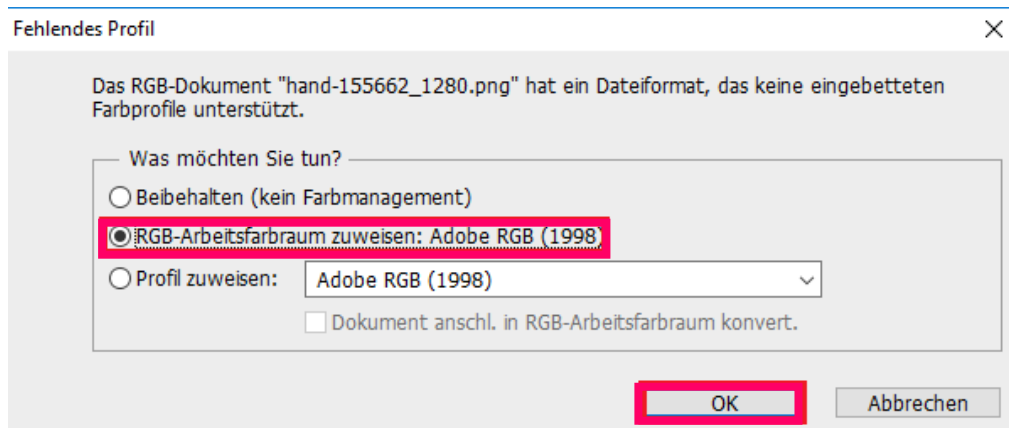 Fehlendes Profil
Das RGB-Dokument "hand-155662_1280.png" hat ein Dateiformat, das keine eingebetteten
Farbprofile unterstützt.
Was möchten Sie tun?
Beibehalten (kein Farbmanagement)
RGB-Arbeitsfarbraum zuweisen: Adobe RGB (1998)
Profil zuweisen: Adobe RGB (1998)
Dokument anschl. in RGB-Arbeitsfarbraum konvert.
OK Abbrechen